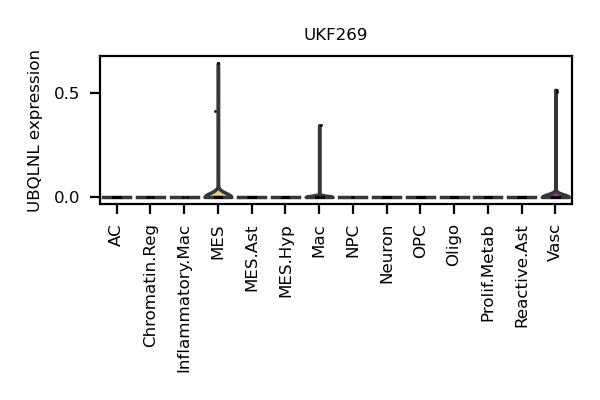 UKF269
UBQLNL expression
0.5
0.0
AC
Chromatin.Reg
Inflammatory.Mac
MES
MES.Ast
MES.Hyp
Mac
NPC
Neuron
OPC
Oligo
Prolif.Metab
Reactive.Ast
Vasc